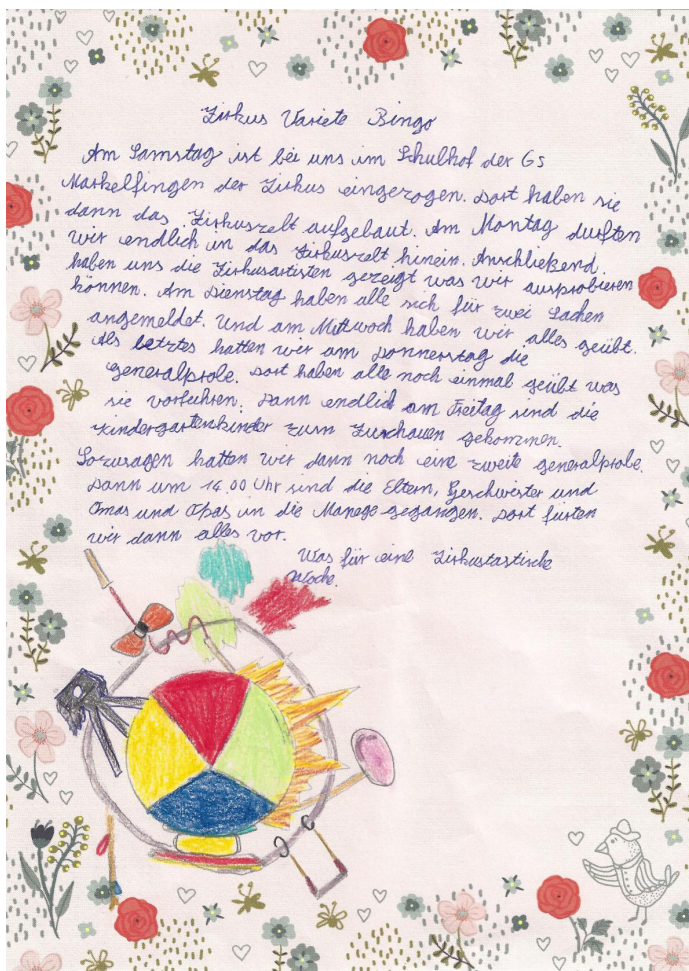 Zirkus Variete Bingo
Am Samstag ist bei uns im Schulhof der GS
Markelfingen der Zirkus eingezogen. Dort haben sie
dann das Zirkuszelt aufgebaut. Am Montag durften
wir endlich in das Zirkuszelt hinein. Anschließend
haben uns die Zirkusartisten gezeigt was wir ausprobieren
können. Am Dienstag haben alle sich für zwei Sachen
angemeldet. Und am Mittwoch haben wir alles geübt.
Als letztes hatten wir am Donnerstag die
Generalprobe. Dort haben alle noch einmal geübt was
sie vorführen. Dann endlich am Freitag sind die
Kindergartenkinder zum Zuschauen gekommen.
Sozusagen hatten wir dann noch eine zweite Generalprobe.
Dann um 14.00 Uhr sind die Eltern, Geschwister und
Omas und Opas in die Manege gegangen. Dort fürten
wir dann alles vor.
Was für eine Zirkustastische
Woche.